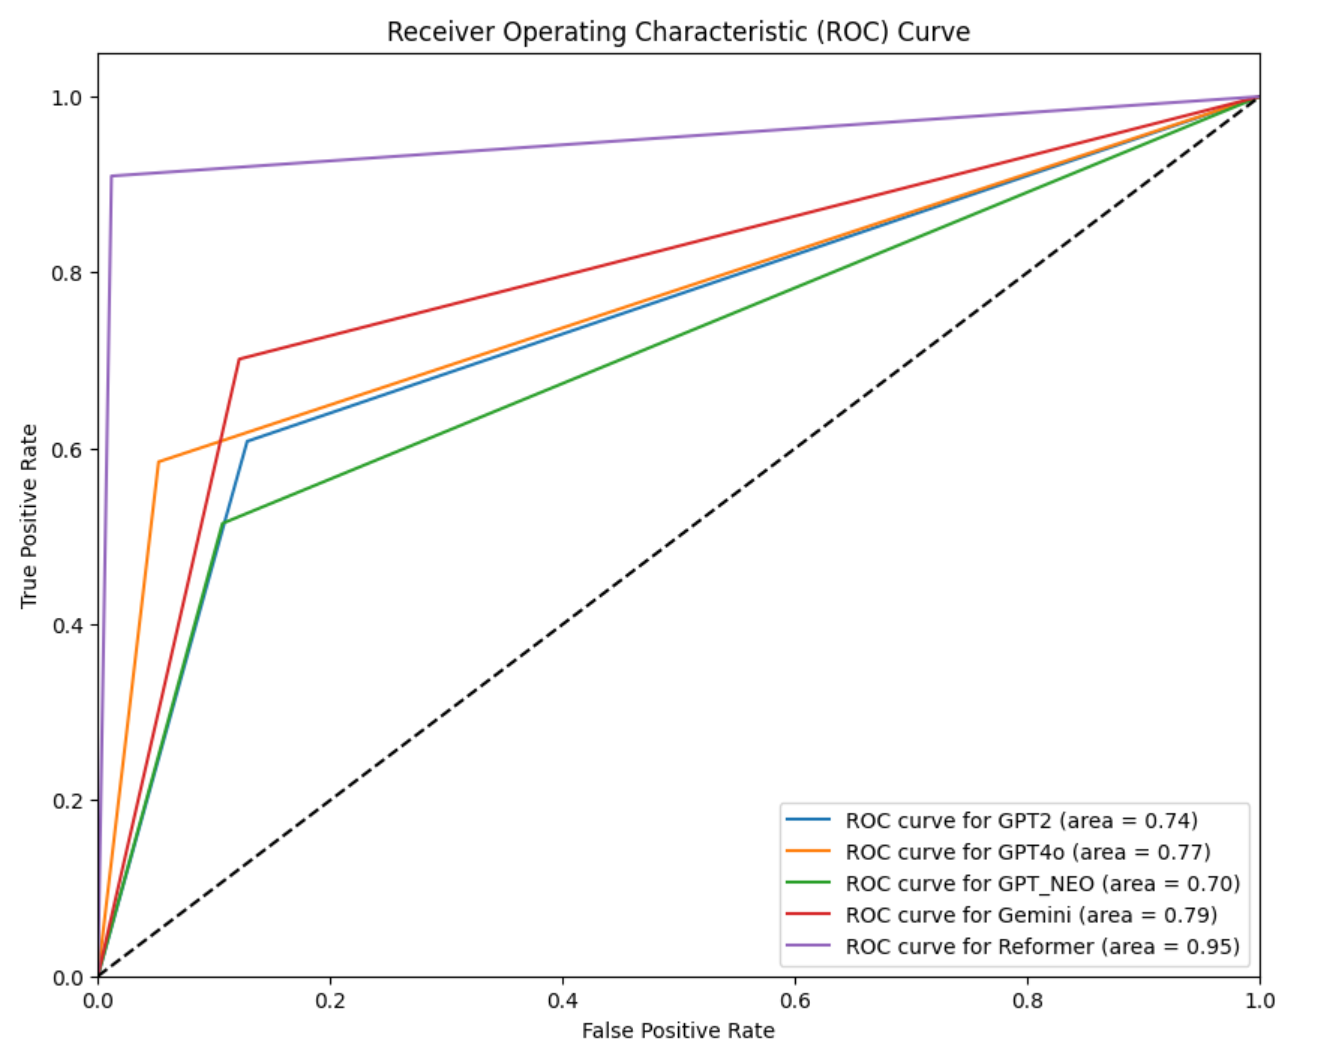 Receiver Operating Characteristic (ROC) Curve
1.0
0.8
0.6
0.4
0.2
0.0
True Positive Rate
0.0 0.2 0.4 0.6 0.8 1.0
False Positive Rate
ROC curve for GPT2 (area = 0.74)
ROC curve for GPT4o (area = 0.77)
ROC curve for GPT_NEO (area = 0.70)
ROC curve for Gemini (area = 0.79)
ROC curve for Reformer (area = 0.95)